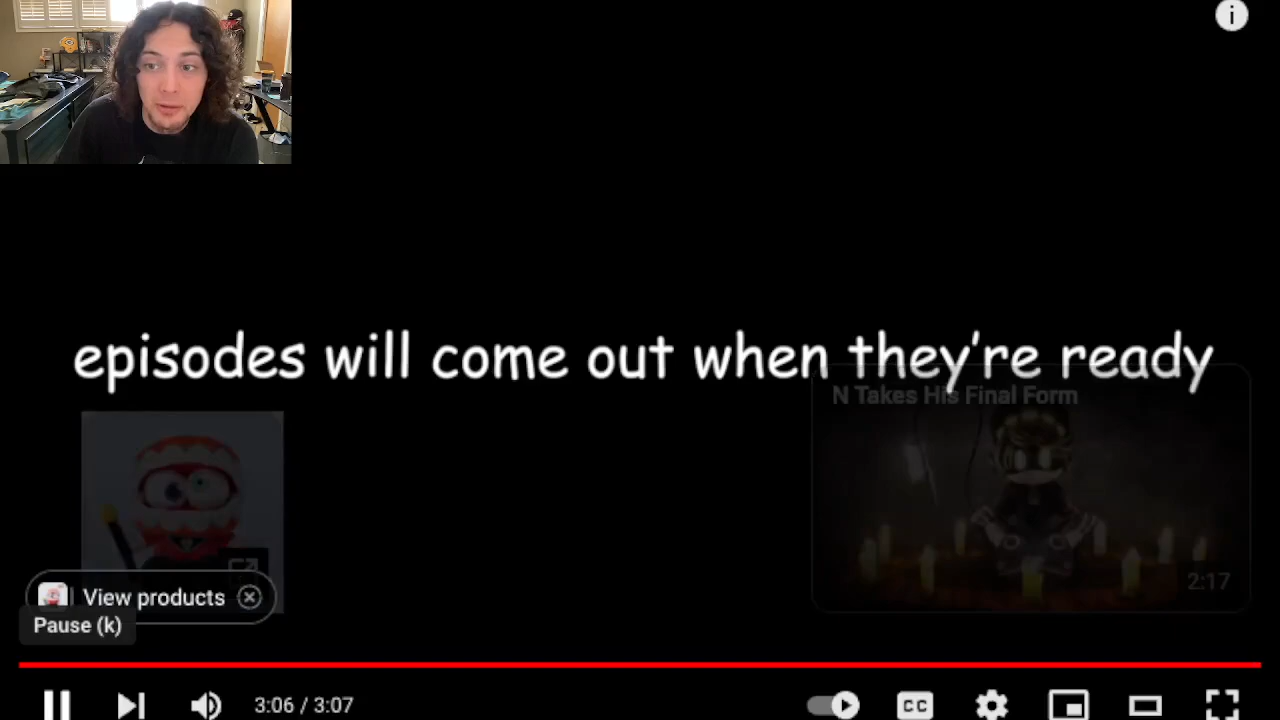 i
episodes will come out when they're ready
N Takes His Final Form
2:17
View products
Pause (k)
3:06 / 3:07
CC